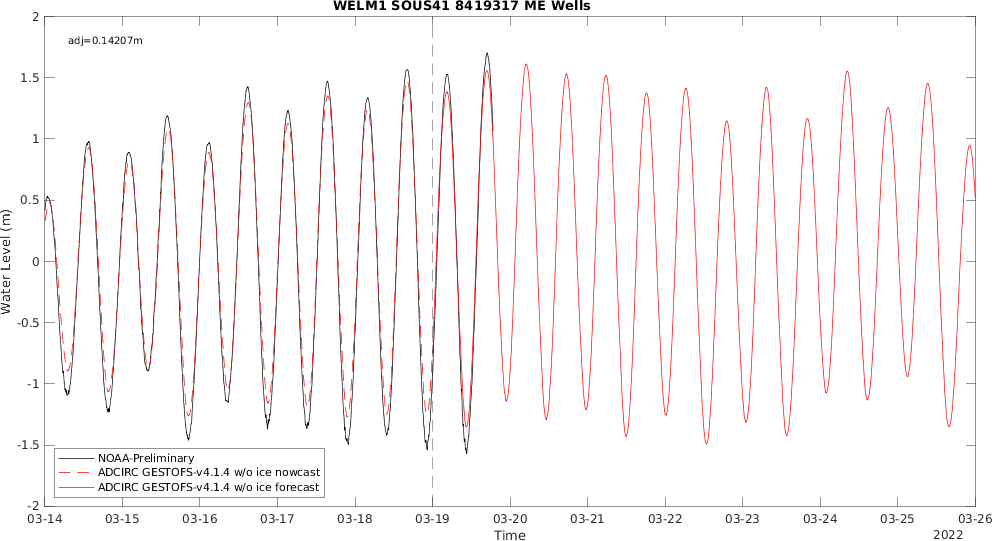 WELM1 SOUS41 8419317 ME Wells
adj=0.14207m
2
1.5
1
0.5
0
-0.5
-1
-1.5
-2
Water Level (m)
NOAA-Preliminary
ADCIRC GESTOFS-v4.1.4 w/o ice nowcast
ADCIRC GESTOFS-v4.1.4 w/o ice forecast
03-14 03-15 03-16 03-17 03-18 03-19 03-20 03-21 03-22 03-23 03-24 03-25 03-26
Time
2022